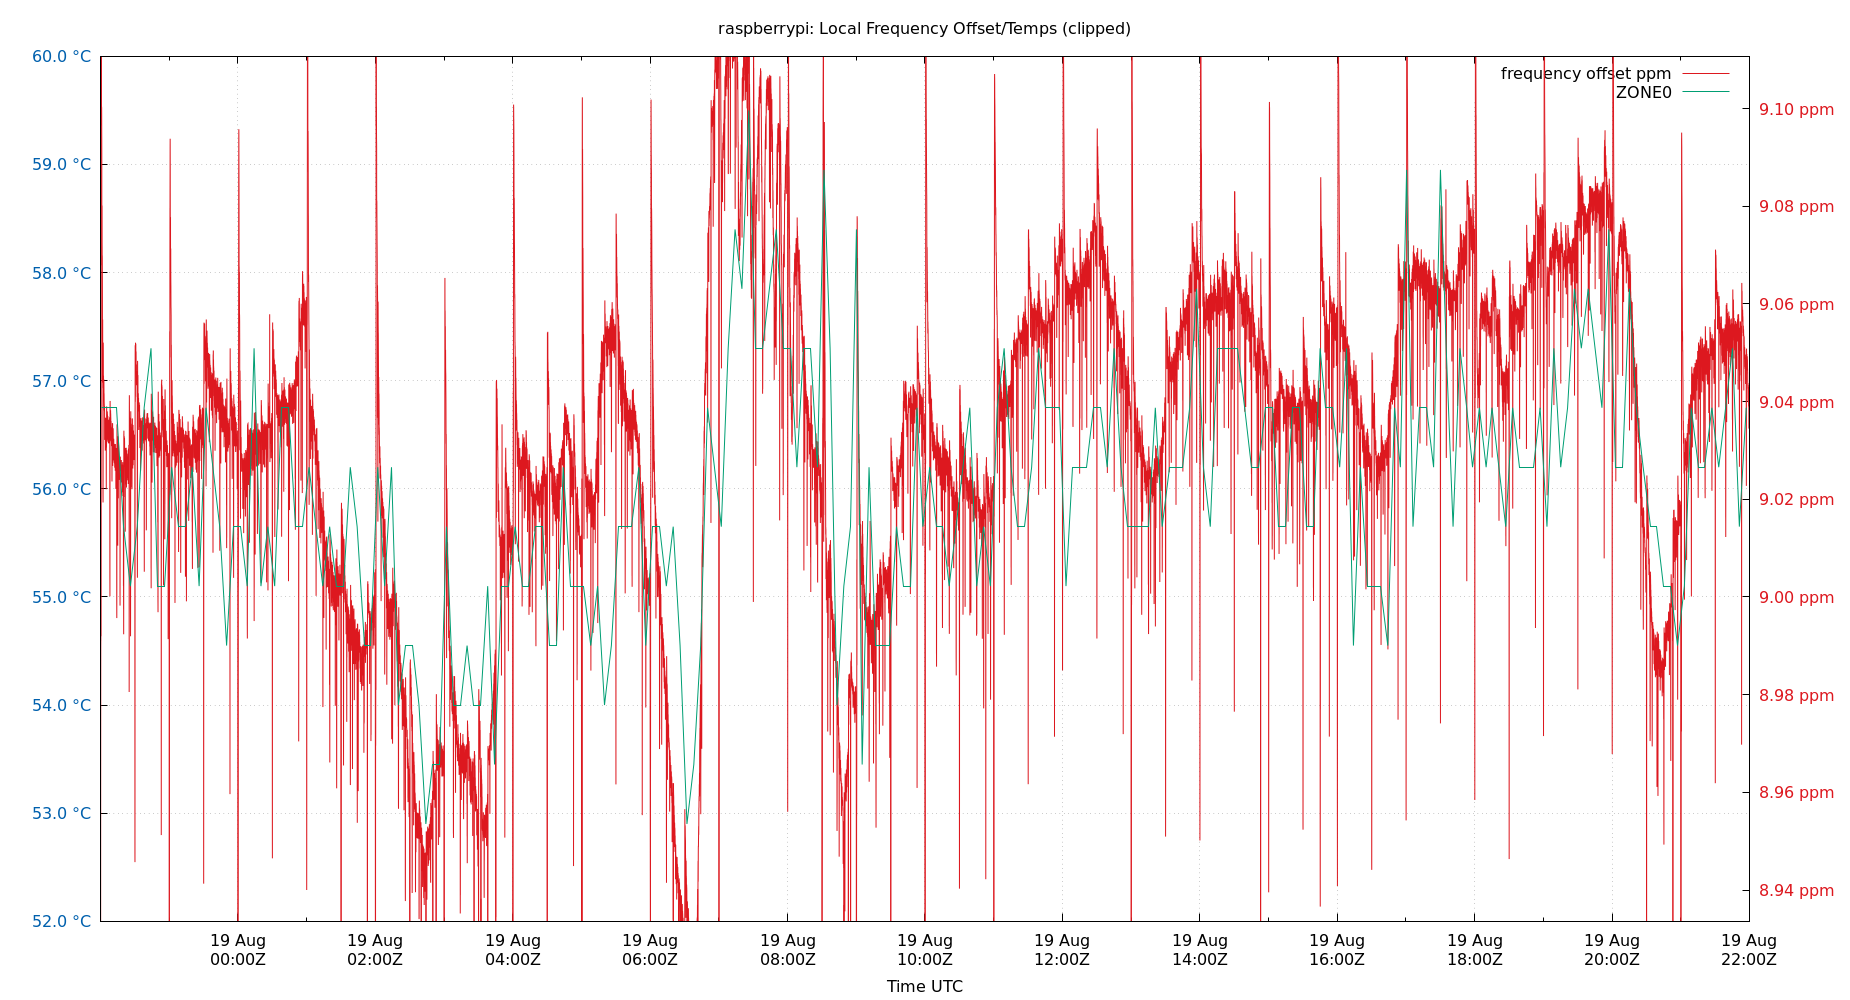 raspberrypi: Local Frequency Offset/Temps (clipped)
frequency offset ppm
ZONE0
60.0 °C
59.0 °C
58.0 °C
57.0 °C
56.0 °C
55.0 °C
54.0 °C
53.0 °C
52.0 °C
9.10 ppm
9.08 ppm
9.06 ppm
9.04 ppm
9.02 ppm
9.00 ppm
8.98 ppm
8.96 ppm
8.94 ppm
19 Aug 19 Aug 19 Aug 19 Aug 19 Aug 19 Aug 19 Aug 19 Aug 19 Aug 19 Aug 19 Aug 19 Aug
00:00Z 02:00Z 04:00Z 06:00Z 08:00Z 10:00Z 12:00Z 14:00Z 16:00Z 18:00Z 20:00Z 22:00Z
Time UTC